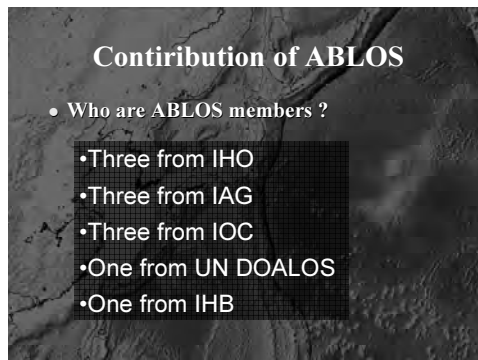 Contiribution of ABLOS
• Who are ABLOS members ?
•Three from IHO
•Three from IAG
•Three from IOC
•One from UN DOALOS
•One from IHB